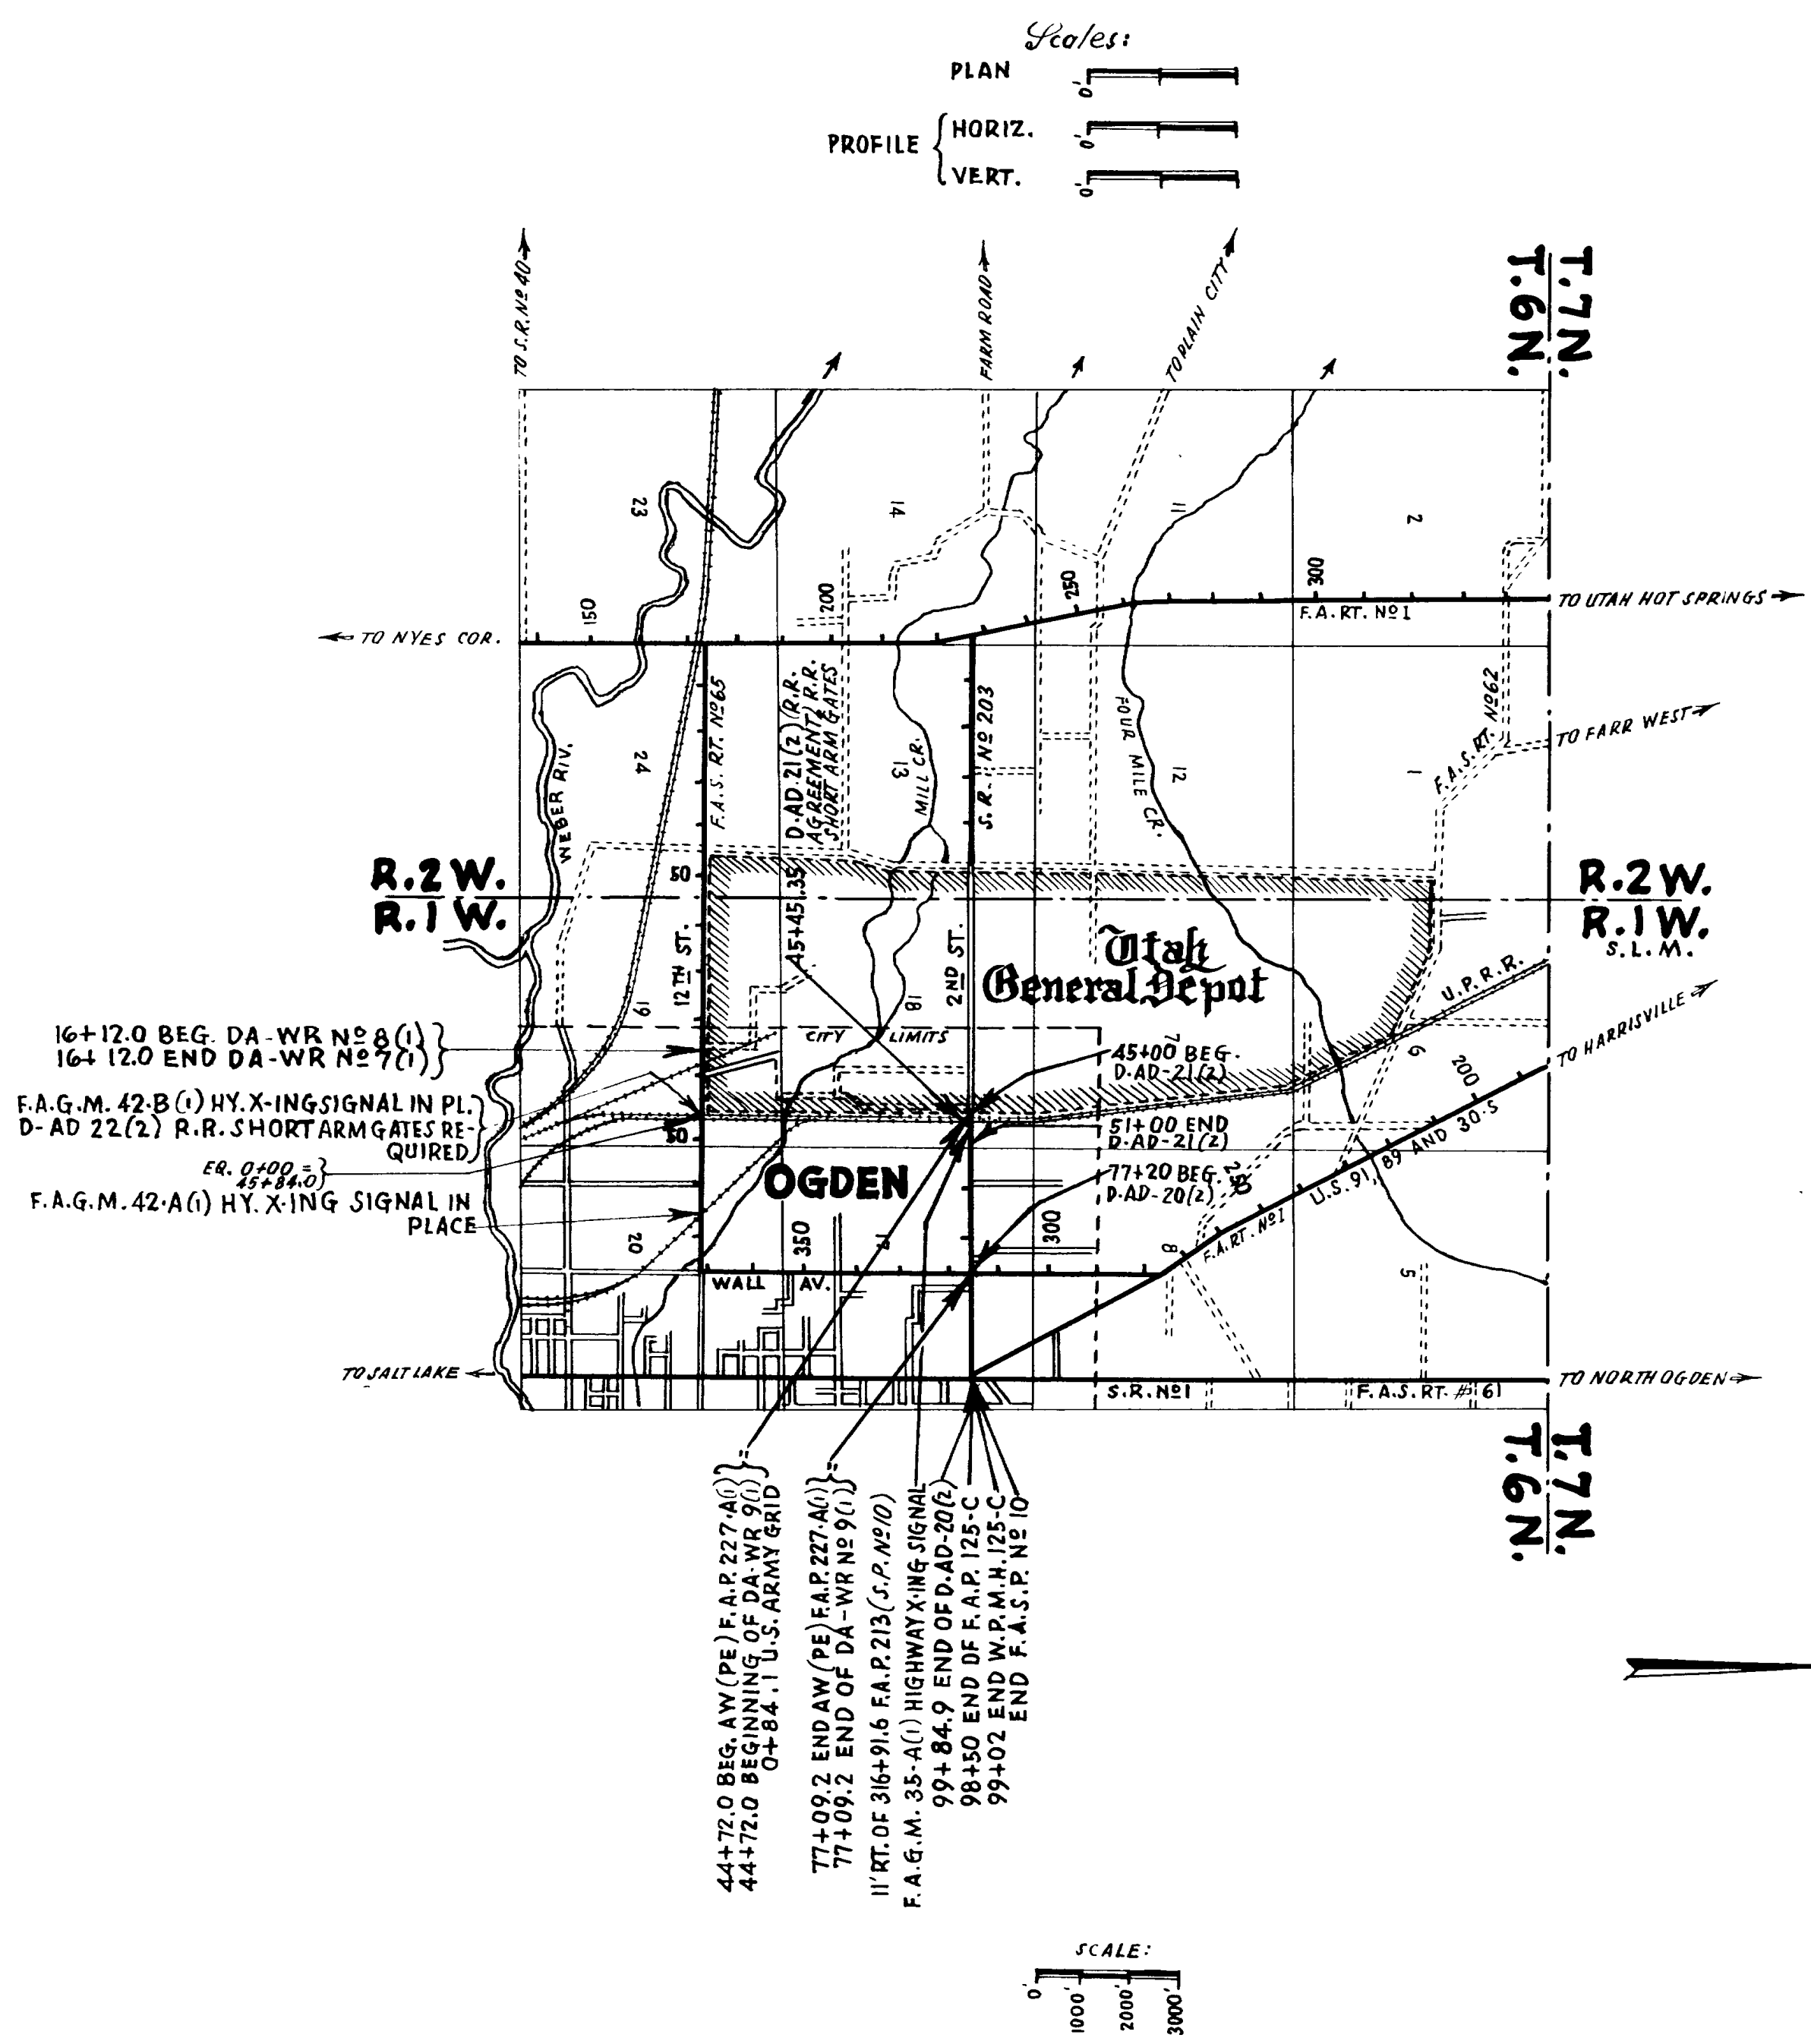 Scales:
PLAN
0'
PROFILE
HORIZ.
0'
VERT.
0'
TO S.R. Nº 40
FARM ROAD
TO PLAIN CITY
T.7N.
T.6N.
23
14
11
2
150
200
250
300
F.A. RT. Nº 1
TO UTAH HOT SPRINGS
TO NYES COR.
F.A.S. RT. Nº 65
D-AD-21(2)(R.R.
AGREEMENT) R.R.
SHORT ARM GATES
MILL CR.
S.R. Nº 203
FOUR MILE CR.
F.A.S. RT. Nº 62
TO FARR WEST
WEBER RIV.
24
13
12
1
R.2W.
R.1W.
50
45+451.35
12TH ST.
2ND ST.
Utah
General Depot
R.2W.
R.1W.
S.L.M.
U.P.R.R.
TO HARRISVILLE
19
18
7
6
CITY LIMITS
16+12.0 BEG. DA-WR Nº 8(1)
16+12.0 END DA-WR Nº 7(1)
F.A.G.M. 42-B(1) HY. X-ING SIGNAL IN PL.
D-AD 22(2) R.R. SHORT ARM GATES RE-
QUIRED
EQ. 0+00 =
45+84.0
F.A.G.M. 42-A(1) HY. X-ING SIGNAL IN
PLACE
45+00 BEG.
D-AD-21(2)
51+00 END
D-AD-21(2)
77+20 BEG.
D-AD-20(2)
50
OGDEN
200
250
U.S. 91, 89 AND 30-S
F.A. RT. Nº 1
20
350
17
300
8
5
WALL AV.
TO SALT LAKE
S.R. Nº 1
F.A.S. RT. # 61
TO NORTH OGDEN
T.7N.
T.6N.
44+72.0 BEG. AW(PE) F.A.P. 227-A(1)
44+72.0 BEGINNING OF DA-WR 9(1)
0+84.1 U.S. ARMY GRID
77+09.2 END AW(PE) F.A.P. 227-A(1)
77+09.2 END OF DA-WR Nº 9(1)
11' RT. OF 316+91.6 F.A.P. 213 (S.P. Nº 10)
F.A.G.M. 35-A(1) HIGHWAY X-ING SIGNAL
99+84.9 END OF D-AD-20(2)
98+50 END OF F.A.P. 125-C
99+02 END W.P.M.H. 125-C
END F.A.S.P. Nº 10
SCALE:
0'
1000'
2000'
3000'